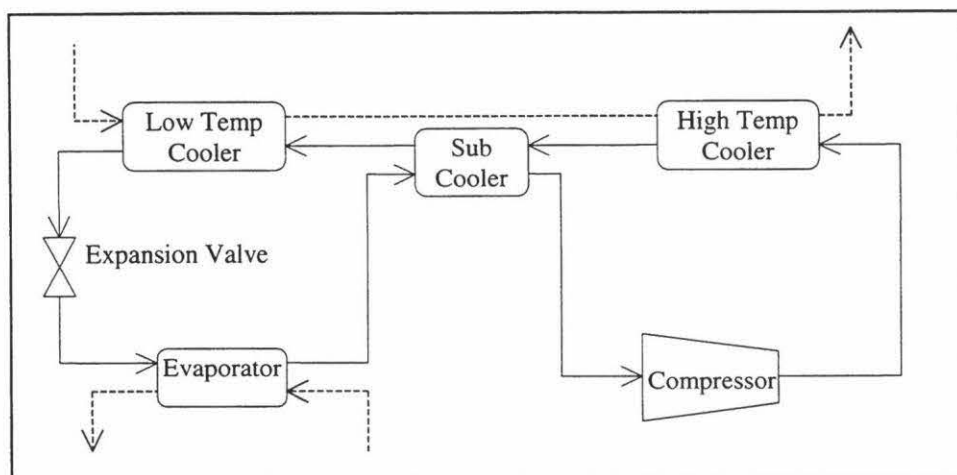 Low Temp
Cooler
High Temp
Cooler
Sub
Cooler
Expansion Valve
Evaporator
Compressor